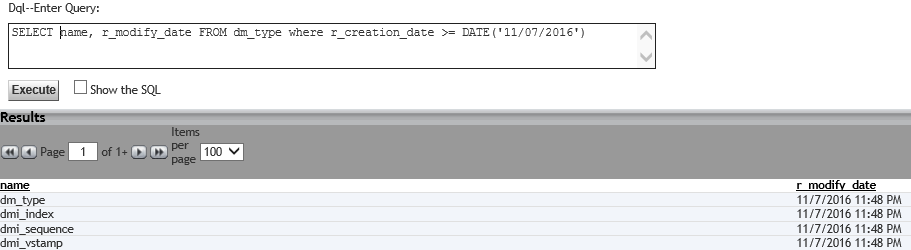 Dql--Enter Query:
SELECT name, r_modify_date FROM dm_type where r_creation_date >= DATE('11/07/2016')
Execute Show the SQL
Results
Page 1 of 1+ Items per page 100
name r_modify_date
dm_type 11/7/2016 11:48 PM
dmi_index 11/7/2016 11:48 PM
dmi_sequence 11/7/2016 11:48 PM
dmi_vstamp 11/7/2016 11:48 PM